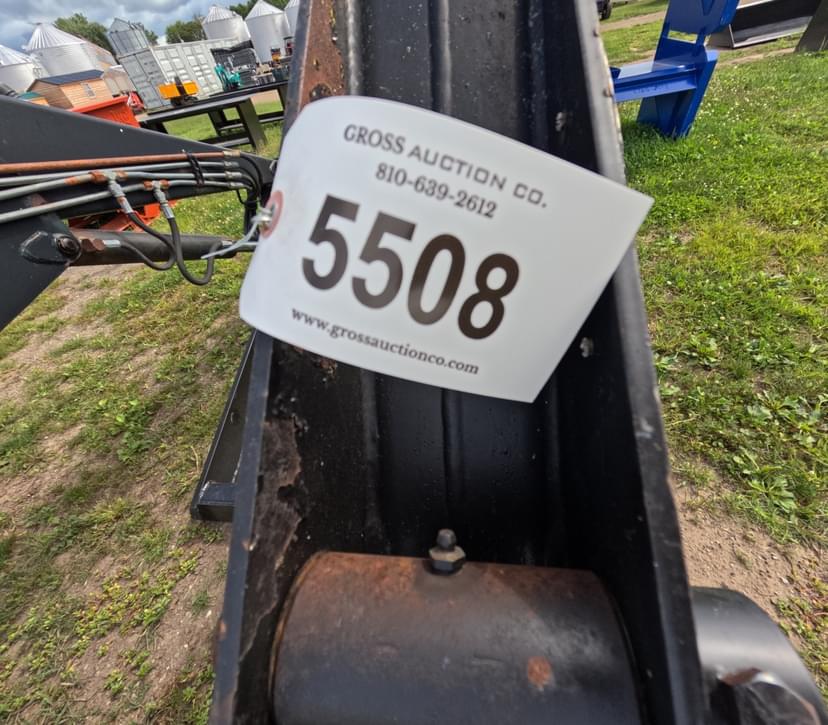 GROSS AUCTION CO.
810-639-2612
5508
www.grossauctionco.com